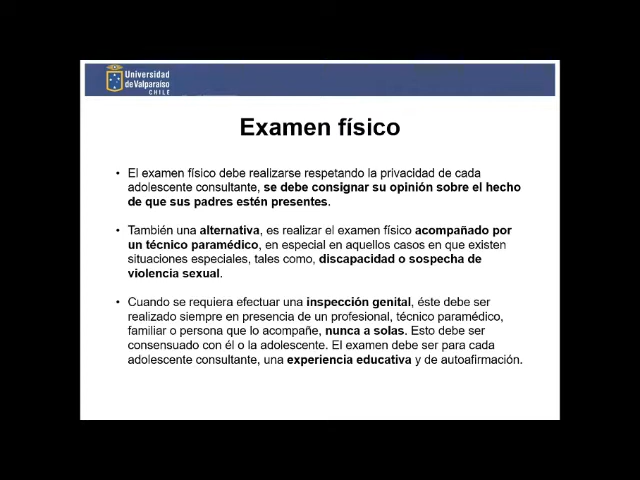 Universidad
de Valparaíso
CHILE
Examen físico
• El examen físico debe realizarse respetando la privacidad de cada
adolescente consultante, se debe consignar su opinión sobre el hecho
de que sus padres estén presentes.
• También una alternativa, es realizar el examen físico acompañado por
un técnico paramédico, en especial en aquellos casos en que existen
situaciones especiales, tales como, discapacidad o sospecha de
violencia sexual.
• Cuando se requiera efectuar una inspección genital, éste debe ser
realizado siempre en presencia de un profesional, técnico paramédico,
familiar o persona que lo acompañe, nunca a solas. Esto debe ser
consensuado con él o la adolescente. El examen debe ser para cada
adolescente consultante, una experiencia educativa y de autoafirmación.